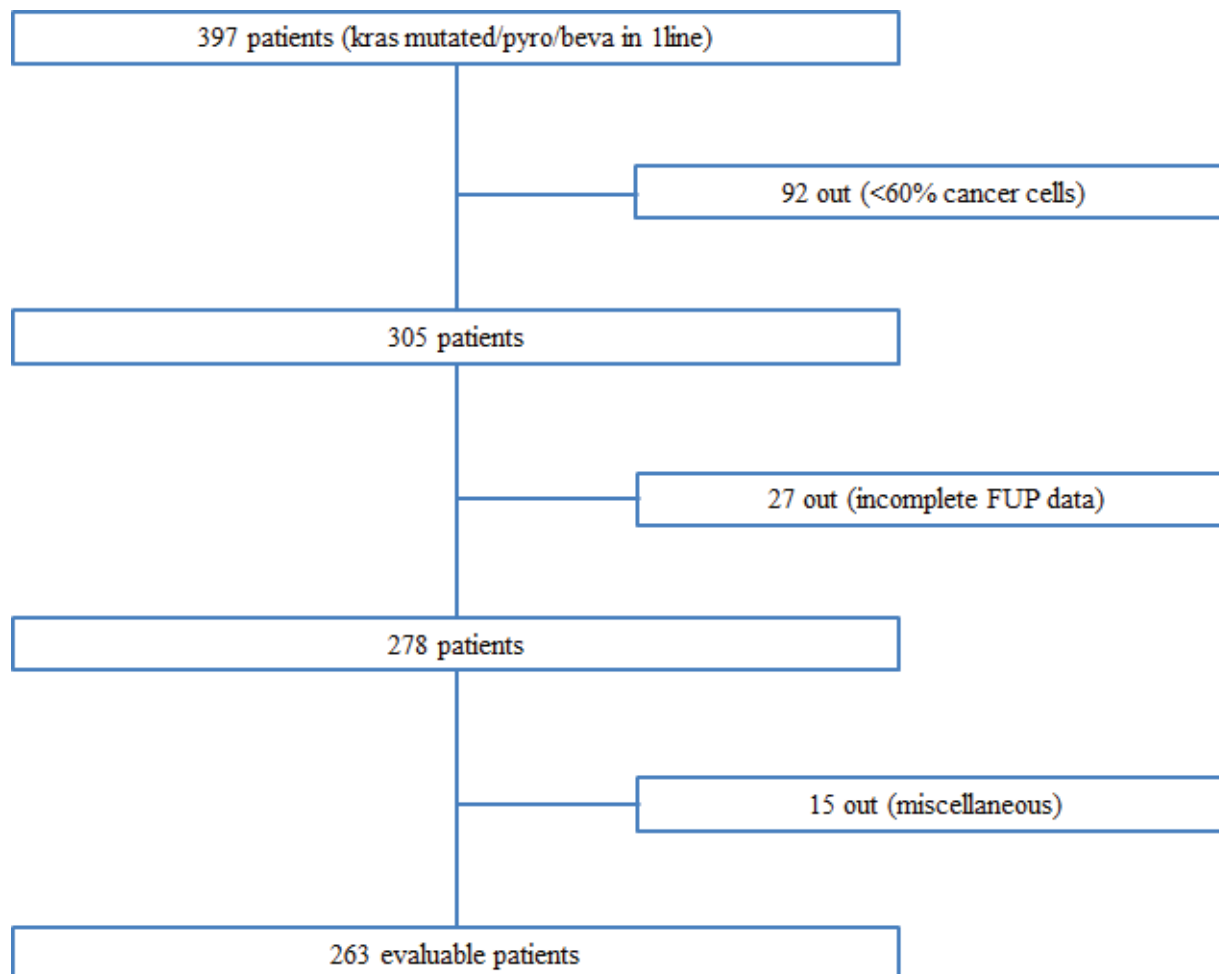 397 patients (kras mutated/pyro/beva in 1line)
92 out (<60% cancer cells)
305 patients
27 out (incomplete FUP data)
278 patients
15 out (miscellaneous)
263 evaluable patients